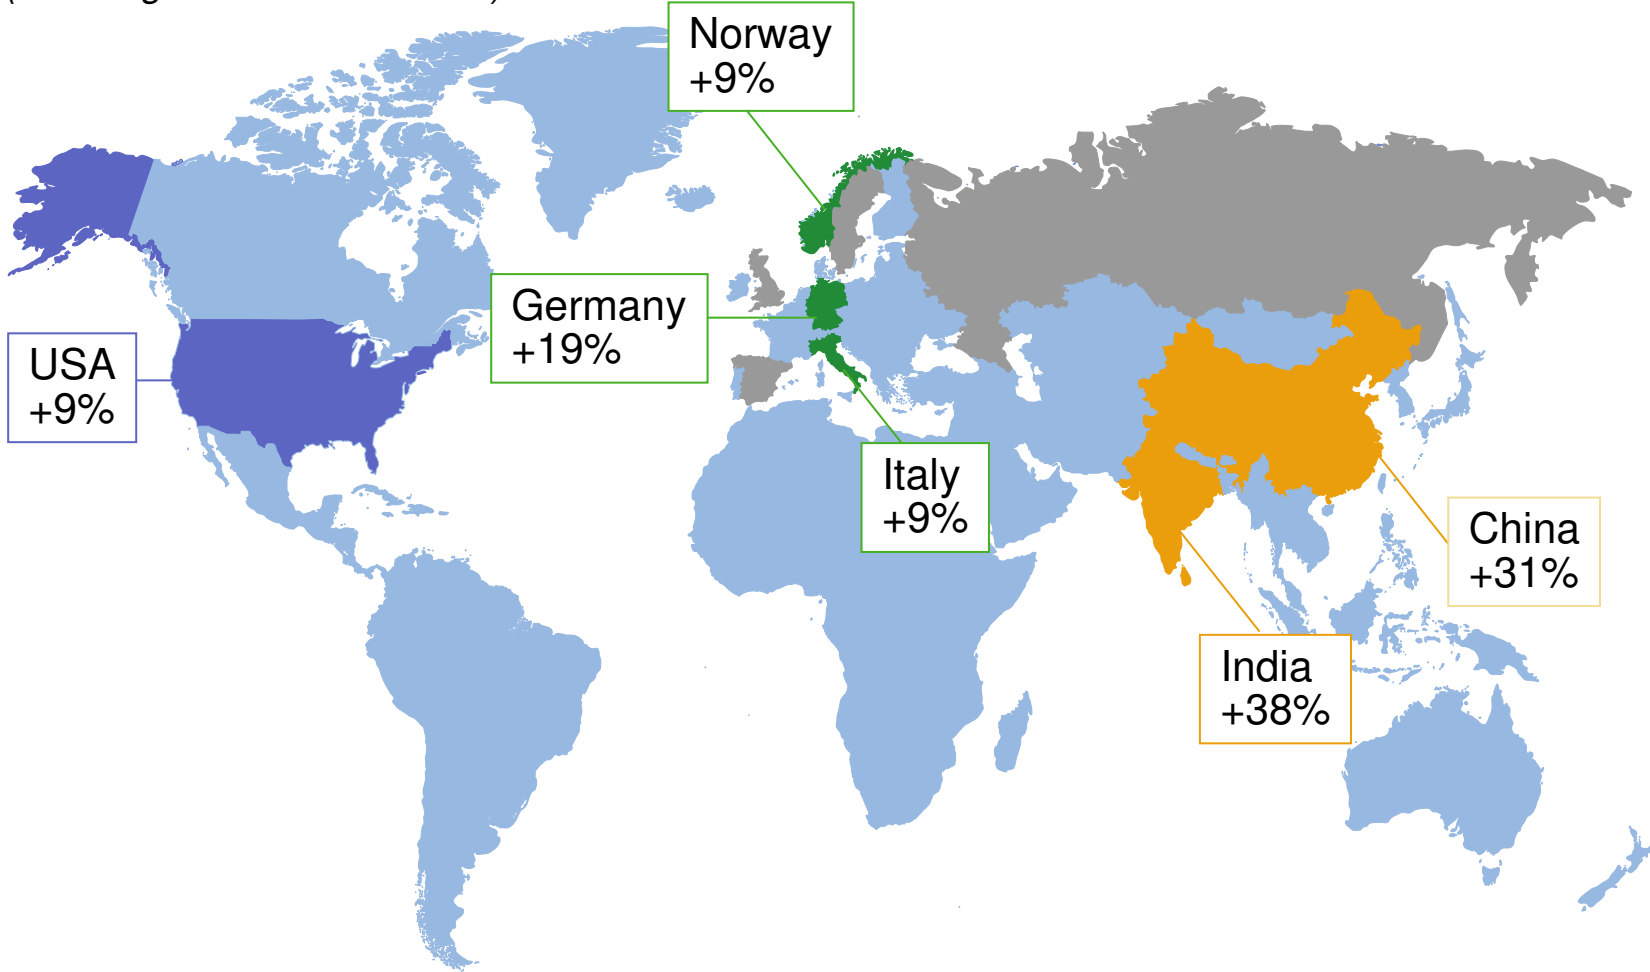 Norway
+9%
Germany
+19%
USA
+9%
Italy
+9%
China
+31%
India
+38%